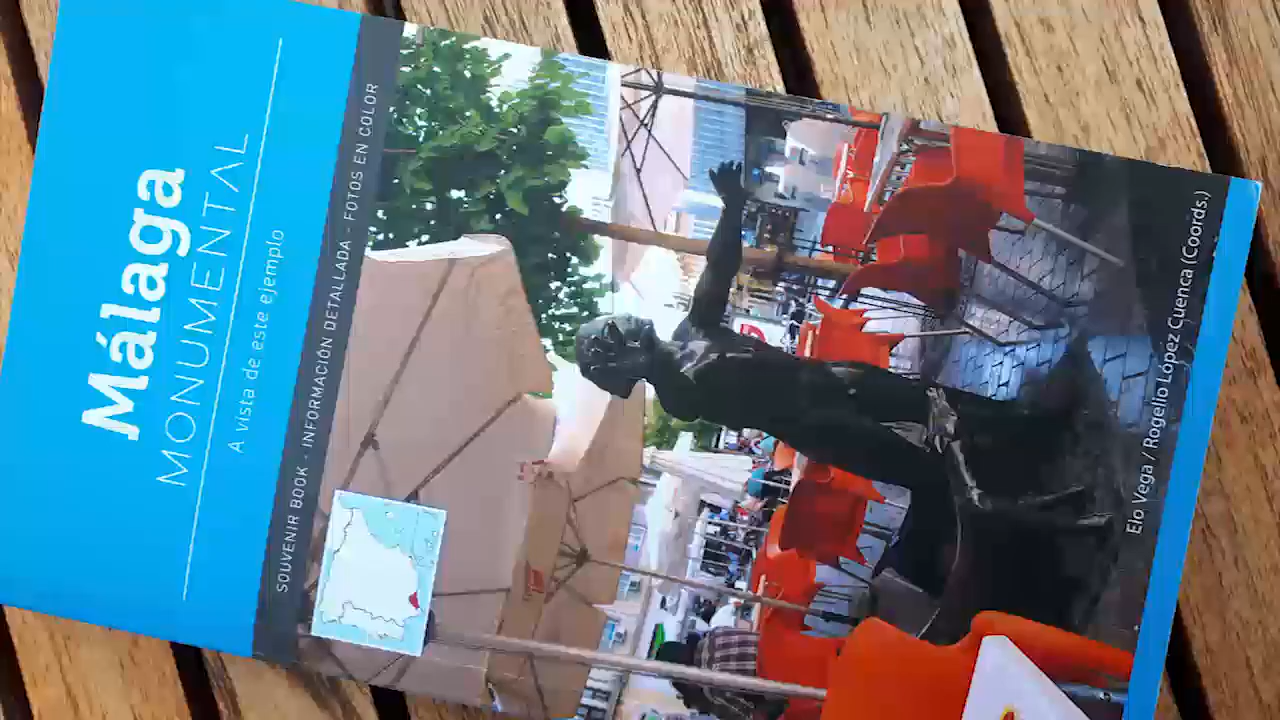 Málaga
MONUMENTAL
A vista de este ejemplo
SOUVENIR BOOK - INFORMACIÓN DETALLADA - FOTOS EN COLOR
Elo Vega / Rogelio López Cuenca (Coords.)